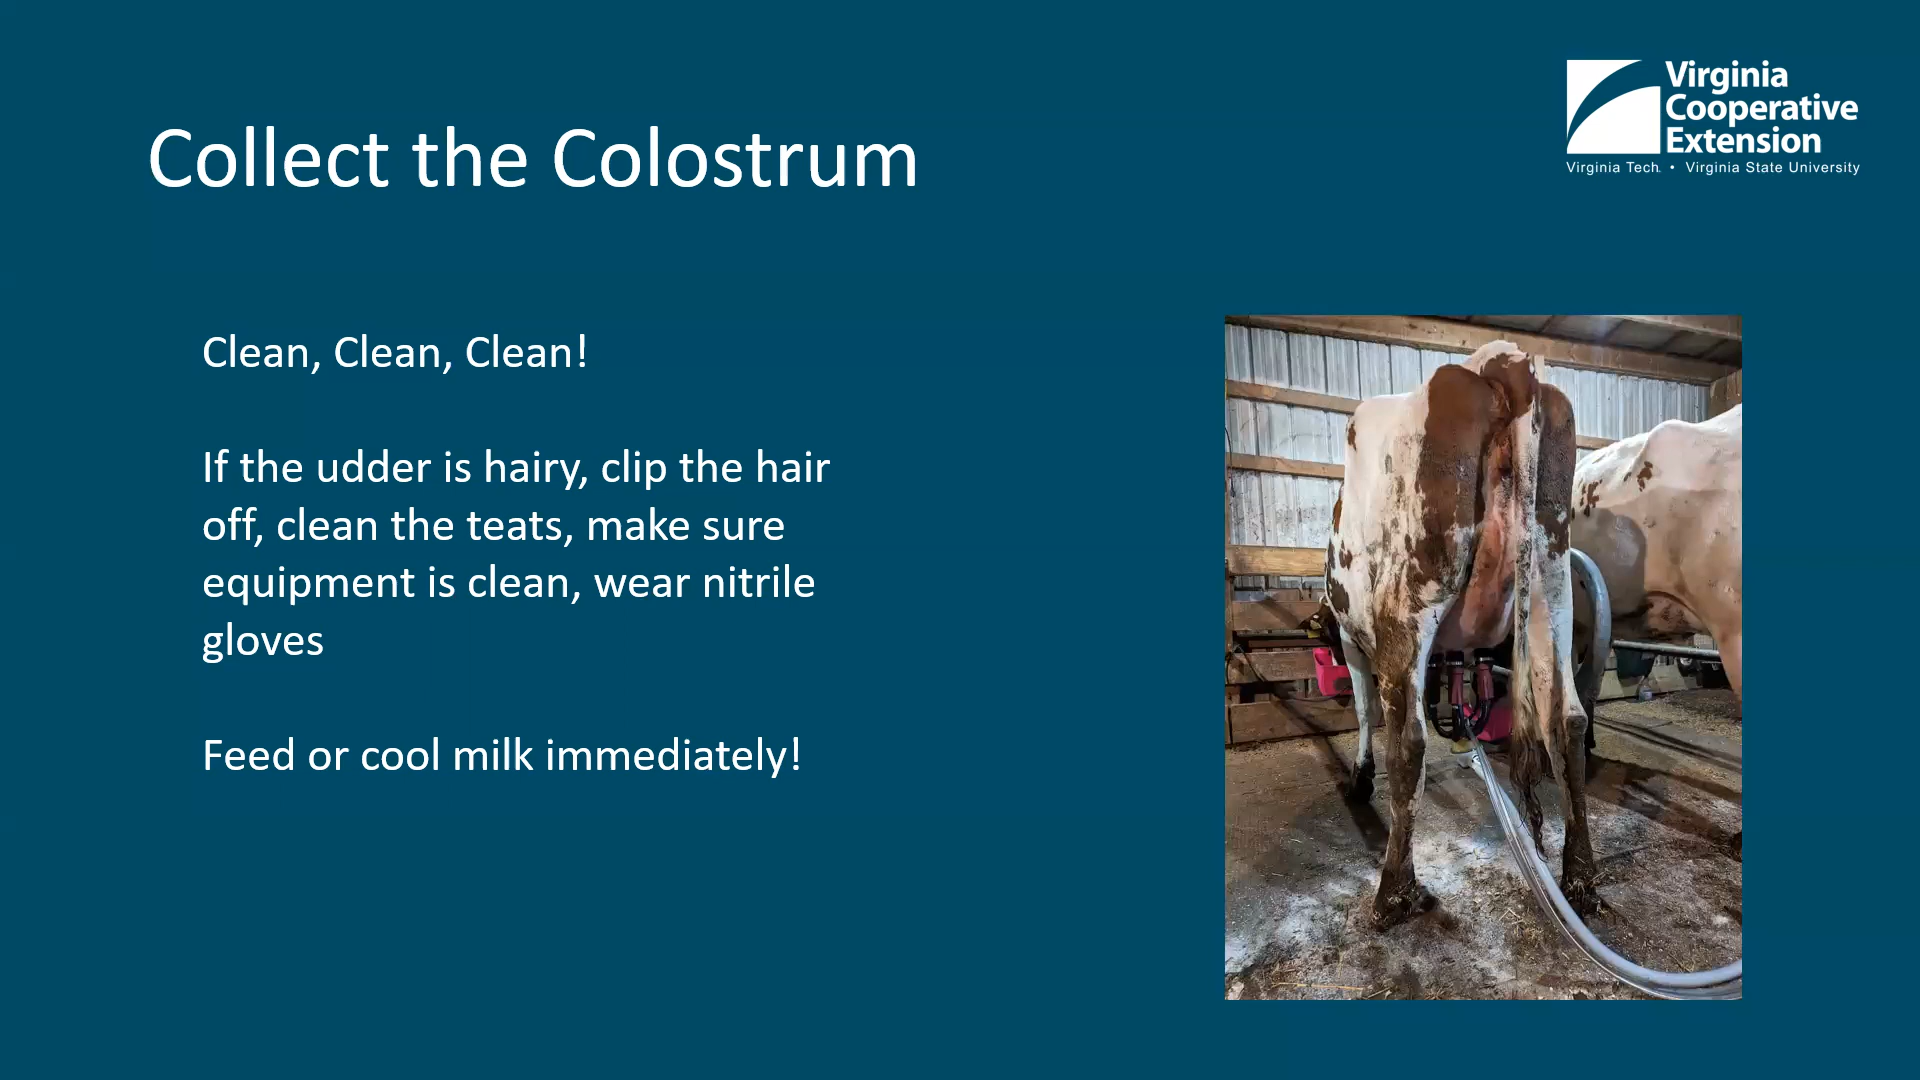 Virginia
Cooperative
Extension
Virginia Tech. • Virginia State University
Collect the Colostrum
Clean, Clean, Clean!
If the udder is hairy, clip the hair
off, clean the teats, make sure
equipment is clean, wear nitrile
gloves
Feed or cool milk immediately!